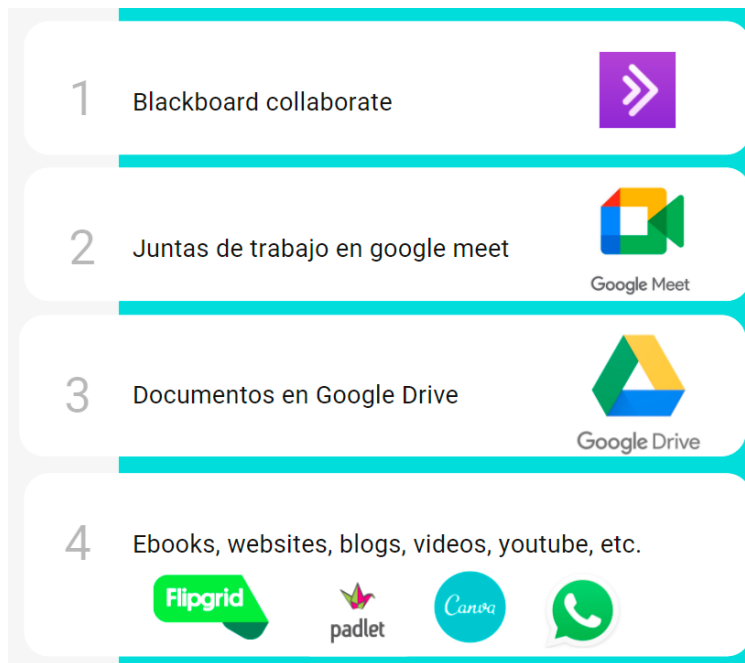 1
Blackboard collaborate
2
Juntas de trabajo en google meet
Google Meet
3
Documentos en Google Drive
Google Drive
4
Ebooks, websites, blogs, videos, youtube, etc.
Flipgrid
padlet
Canva